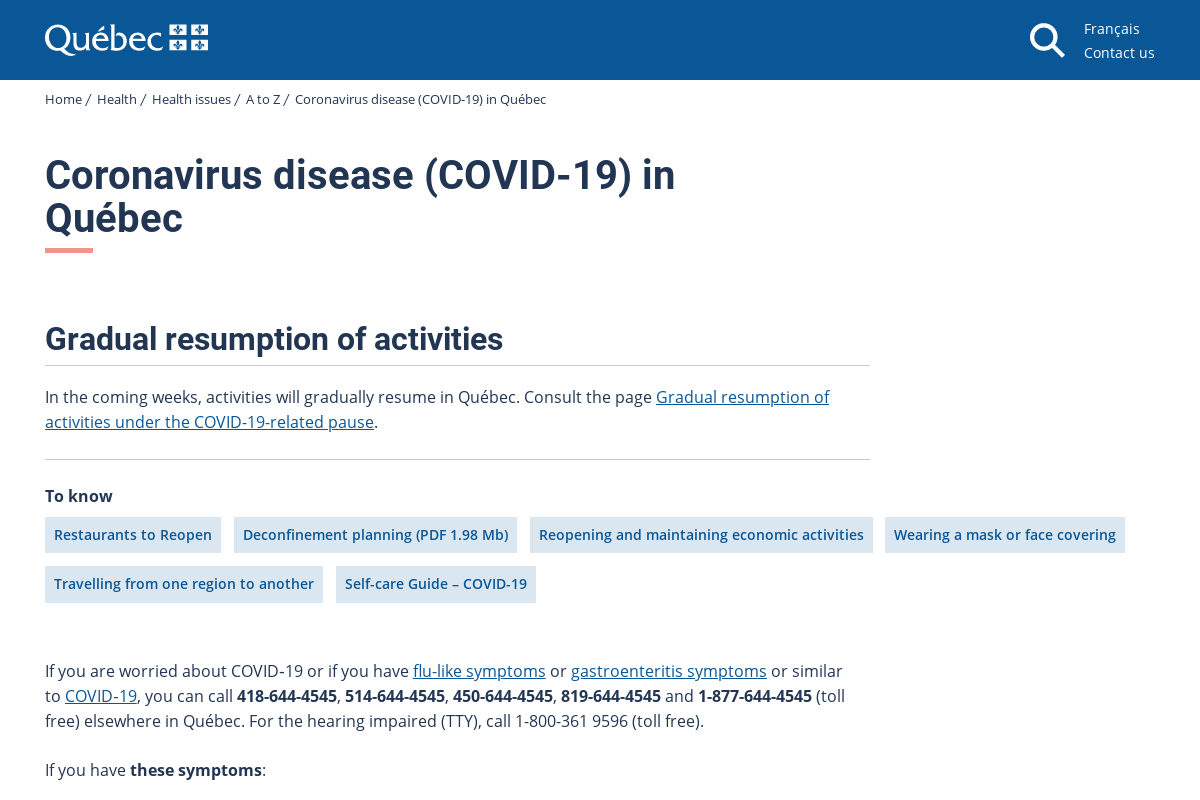 Québec
Français
Contact us
Home / Health / Health issues / A to Z / Coronavirus disease (COVID-19) in Québec
Coronavirus disease (COVID-19) in
Québec
Gradual resumption of activities
In the coming weeks, activities will gradually resume in Québec. Consult the page Gradual resumption of
activities under the COVID-19-related pause.
To know
Restaurants to Reopen Deconfinement planning (PDF 1.98 Mb) Reopening and maintaining economic activities Wearing a mask or face covering
Travelling from one region to another Self-care Guide – COVID-19
If you are worried about COVID-19 or if you have flu-like symptoms or gastroenteritis symptoms or similar
to COVID-19, you can call 418-644-4545, 514-644-4545, 450-644-4545, 819-644-4545 and 1-877-644-4545 (toll
free) elsewhere in Québec. For the hearing impaired (TTY), call 1-800-361 9596 (toll free).
If you have these symptoms: